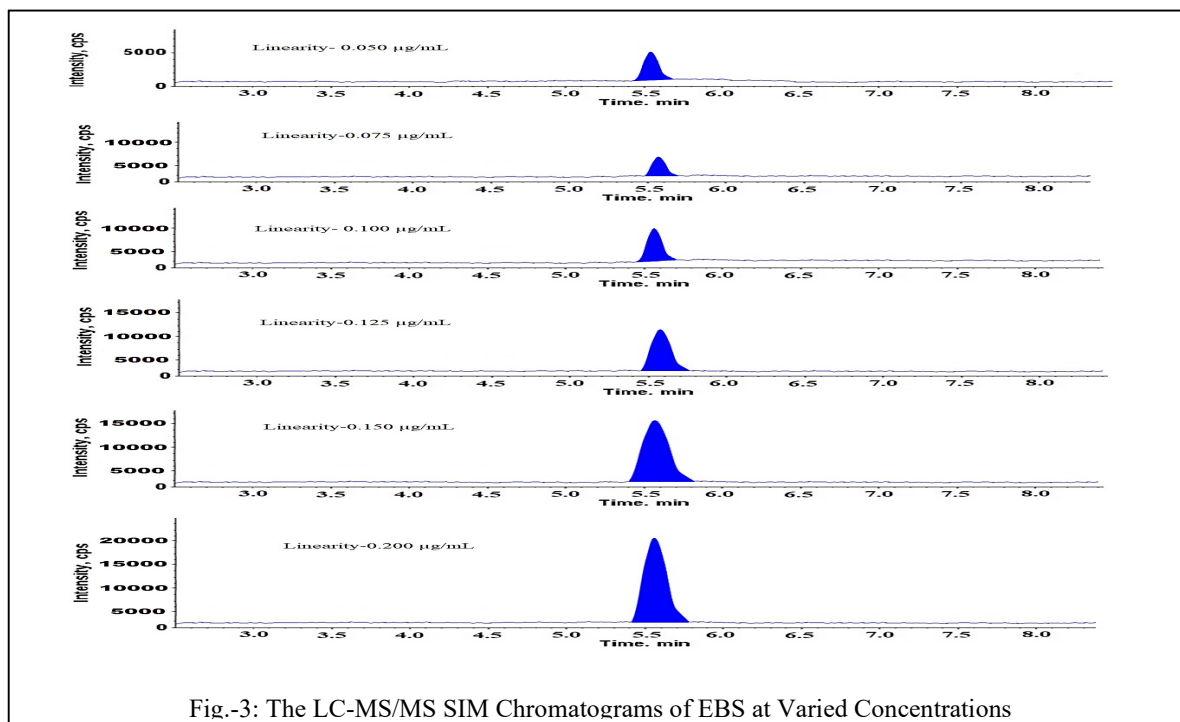 Linearity- 0.050 µg/mL
Intensity, cps
5000
0
3.0 3.5 4.0 4.5 5.0 5.5 6.0 6.5 7.0 7.5 8.0
Time, min
Linearity-0.075 µg/mL
Intensity, cps
10000
5000
0
3.0 3.5 4.0 4.5 5.0 5.5 6.0 6.5 7.0 7.5 8.0
Time, min
Linearity- 0.100 µg/mL
Intensity, cps
10000
5000
0
3.0 3.5 4.0 4.5 5.0 5.5 6.0 6.5 7.0 7.5 8.0
Time, min
Linearity-0.125 µg/mL
Intensity, cps
15000
10000
5000
0
3.0 3.5 4.0 4.5 5.0 5.5 6.0 6.5 7.0 7.5 8.0
Time, min
Linearity-0.150 µg/mL
Intensity, cps
15000
10000
5000
0
3.0 3.5 4.0 4.5 5.0 5.5 6.0 6.5 7.0 7.5 8.0
Time, min
Linearity-0.200 µg/mL
Intensity, cps
20000
15000
10000
5000
0
3.0 3.5 4.0 4.5 5.0 5.5 6.0 6.5 7.0 7.5 8.0
Time, min
Fig.-3: The LC-MS/MS SIM Chromatograms of EBS at Varied Concentrations